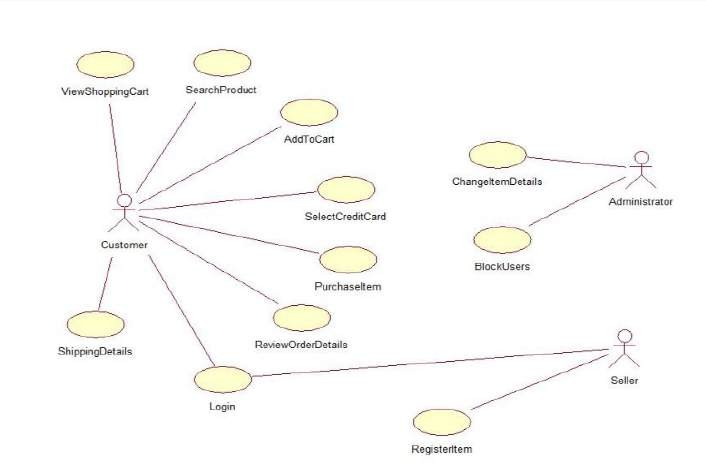 ViewShoppingCart
SearchProduct
AddToCart
ChangeItemDetails
Administrator
SelectCreditCard
Customer
BlockUsers
PurchaseItem
ReviewOrderDetails
ShippingDetails
Seller
Login
RegisterItem